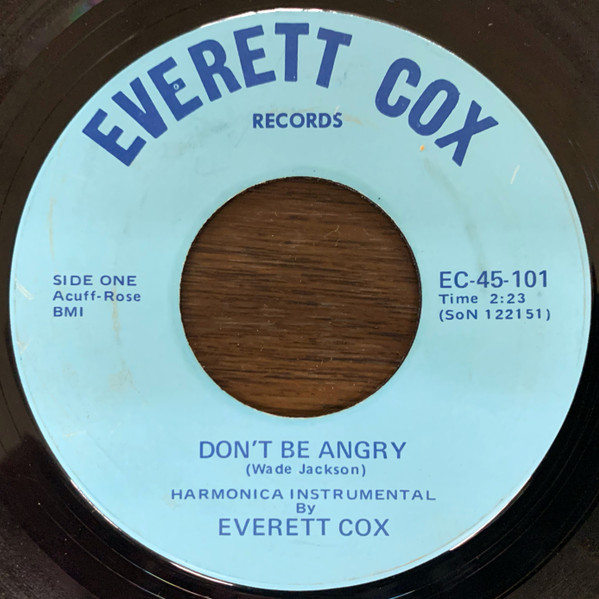 EVERETT COX
RECORDS
SIDE ONE
Acuff-Rose
BMI
EC-45-101
Time 2:23
(SoN 122151)
DON'T BE ANGRY
(Wade Jackson)
HARMONICA INSTRUMENTAL
By
EVERETT COX